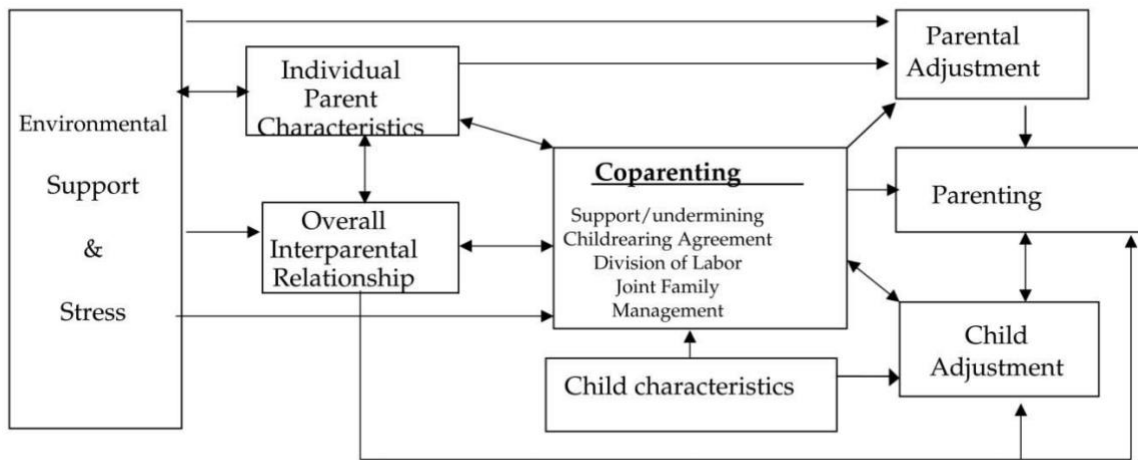 Environmental
Support
&
Stress
Individual
Parent
Characteristics
Overall
Interparental
Relationship
Coparenting
Support/undermining
Childrearing Agreement
Division of Labor
Joint Family
Management
Child characteristics
Parental
Adjustment
Parenting
Child
Adjustment